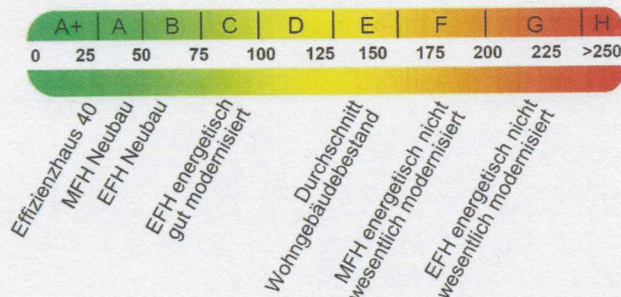 A+ A B C D E F G H
0 25 50 75 100 125 150 175 200 225 >250
Effizienzhaus 40
MFH Neubau
EFH Neubau
EFH energetisch
gut modernisiert
Durchschnitt
Wohngebäudebestand
MFH energetisch nicht
wesentlich modernisiert
EFH energetisch nicht
wesentlich modernisiert